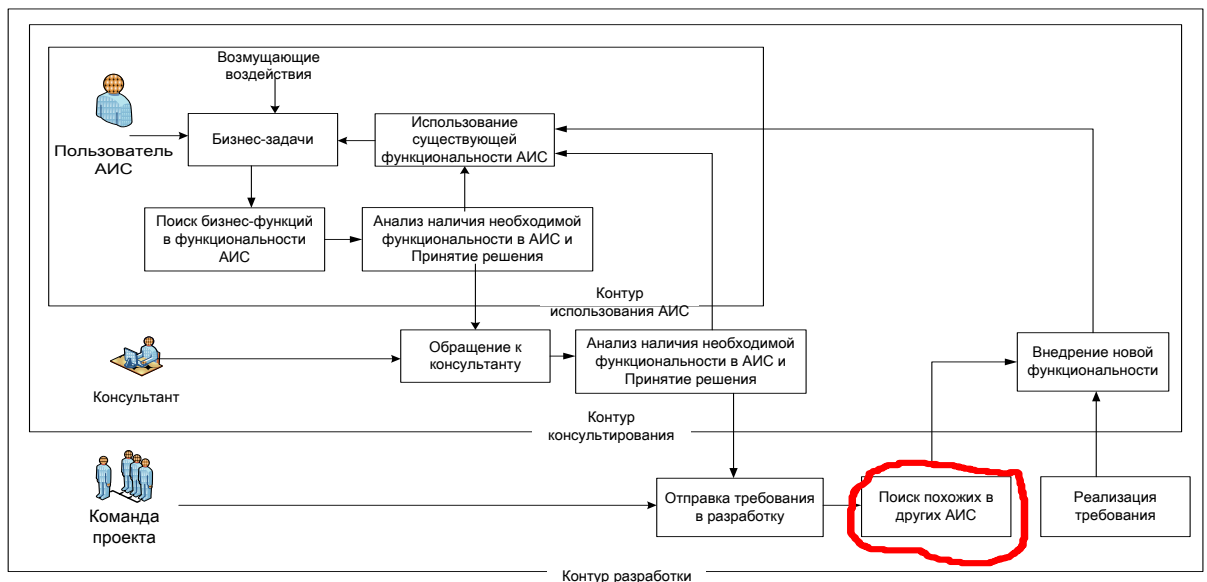 Возмущающие
воздействия
Пользователь
АИС
Бизнес-задачи
Использование
существующей
функциональности АИС
Поиск бизнес-функций
в функциональности
АИС
Анализ наличия необходимой
функциональности в АИС и
Принятие решения
Контур
использования АИС
Консультант
Обращение к
консультанту
Анализ наличия необходимой
функциональности в АИС и
Принятие решения
Внедрение новой
функциональности
Контур
консультирования
Команда
проекта
Отправка требования
в разработку
Поиск похожих в
других АИС
Реализация
требования
Контур разработки